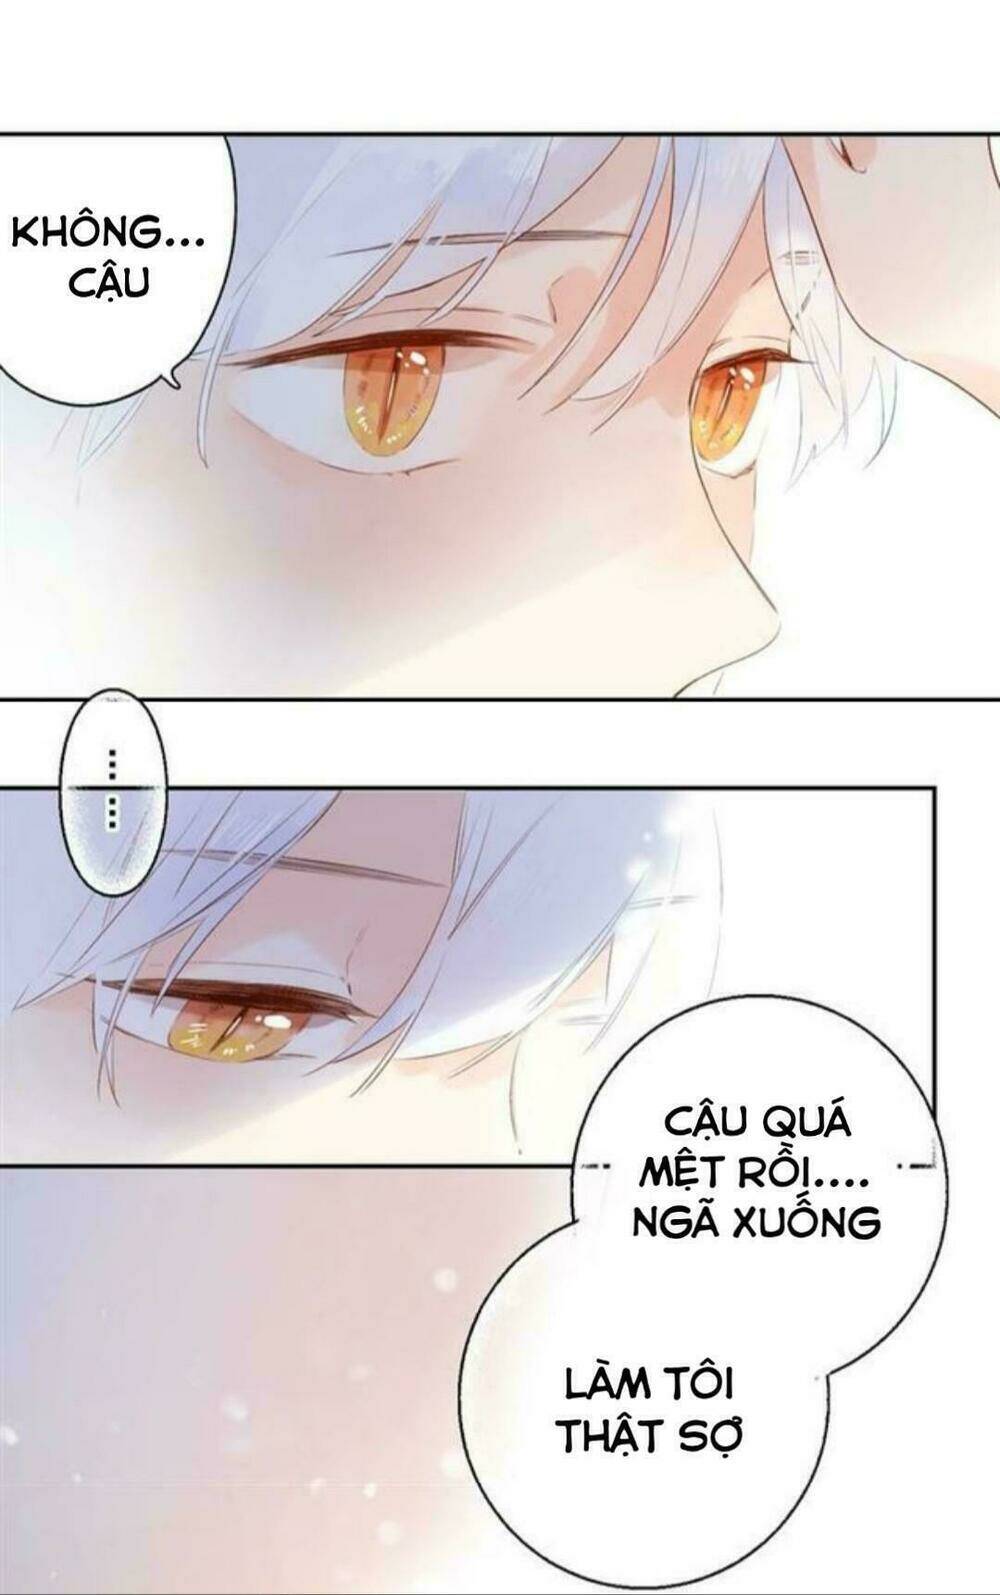 KHÔNG...
CẬU
......
CẬU QUÁ
MỆT RỒI....
NGÃ XUỐNG
LÀM TÔI
THẬT SỢ